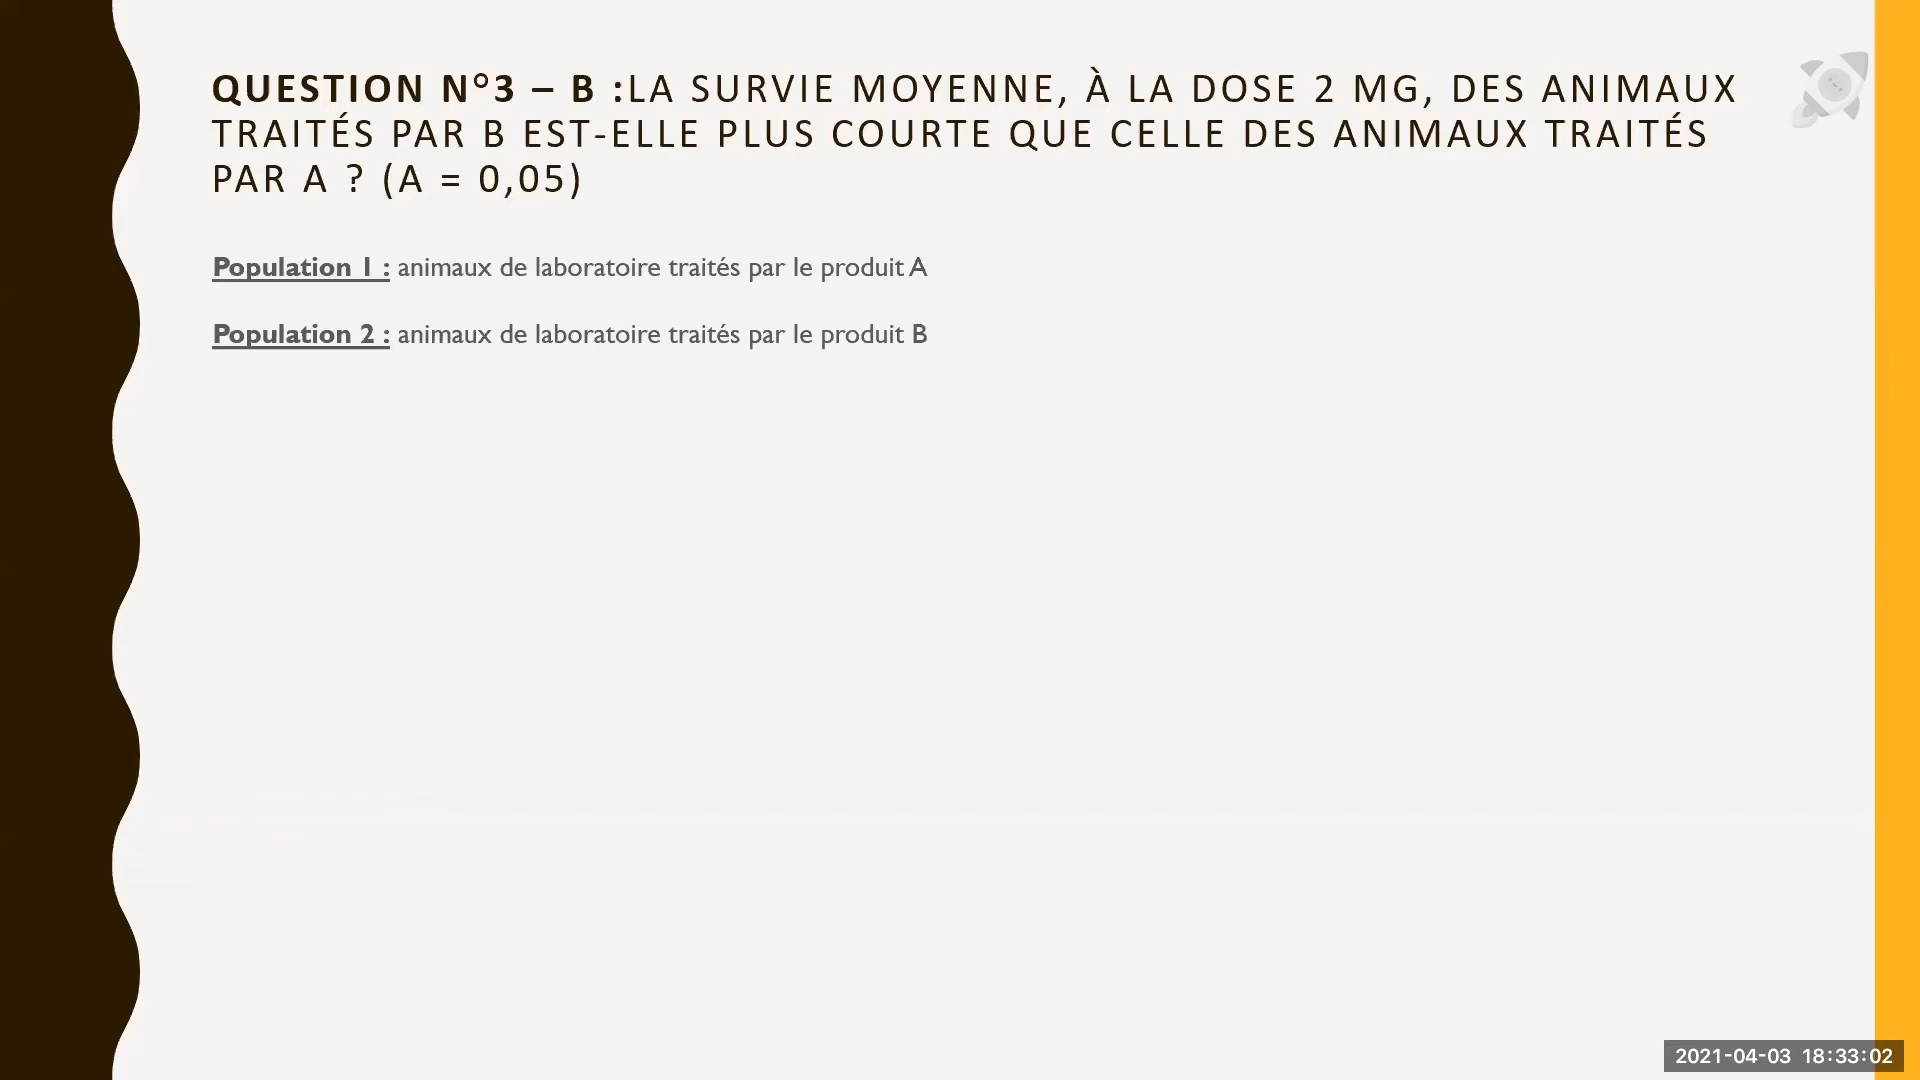 QUESTION N°3 – B :LA SURVIE MOYENNE, À LA DOSE 2 MG, DES ANIMAUX
TRAITÉS PAR B EST-ELLE PLUS COURTE QUE CELLE DES ANIMAUX TRAITÉS
PAR A ? (A = 0,05)
Population 1 : animaux de laboratoire traités par le produit A
Population 2 : animaux de laboratoire traités par le produit B
2021-04-03 18:33:02